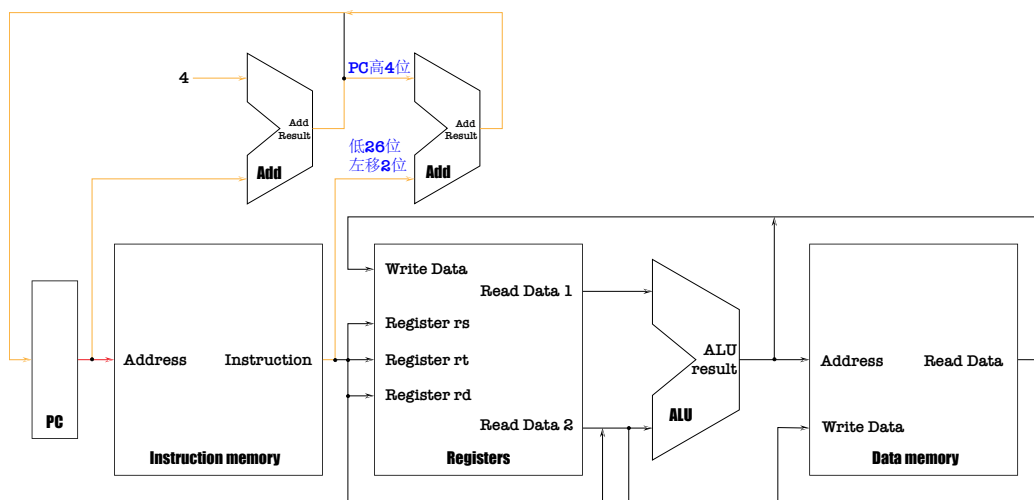 4
Add
Result
Add
PC高4位
低26位
左移2位
Add
Result
Add
PC
Address
Instruction
Instruction memory
Write Data
Read Data 1
Register rs
Register rt
Register rd
Read Data 2
Registers
ALU
result
ALU
Address
Read Data
Write Data
Data memory